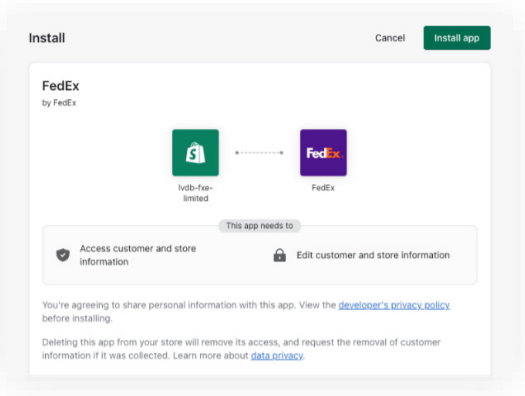 Install
Cancel
Install app
FedEx
by FedEx
FedEx
lvdb-fxe-
limited
FedEx
This app needs to
Access customer and store
information
Edit customer and store information
You're agreeing to share personal information with this app. View the developer's privacy policy
before installing.
Deleting this app from your store will remove its access, and request the removal of customer
information if it was collected. Learn more about data privacy.